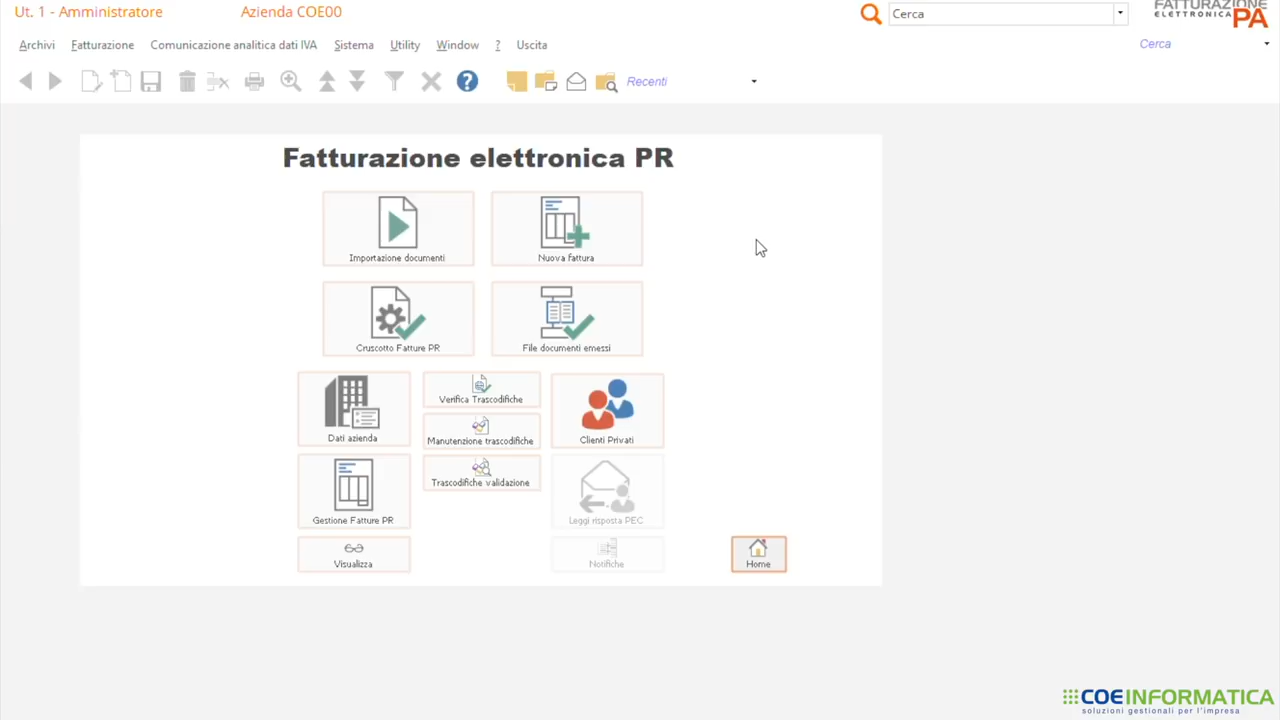 Ut. 1 - Amministratore
Azienda COE00
Cerca
FATTURAZIONE
ELETTRONICA PA
Archivi Fatturazione Comunicazione analitica dati IVA Sistema Utility Window ? Uscita
Cerca
Recenti
Fatturazione elettronica PR
Importazione documenti
Nuova fattura
Cruscotto Fatture PR
File documenti emessi
Dati azienda
Verifica Trascodifiche
Manutenzione trascodifiche
Trascodifiche validazione
Clienti Privati
Gestione Fatture PR
Leggi risposta PEC
Visualizza
Notifiche
Home
COEINFORMATICA
soluzioni gestionali per l'impresa